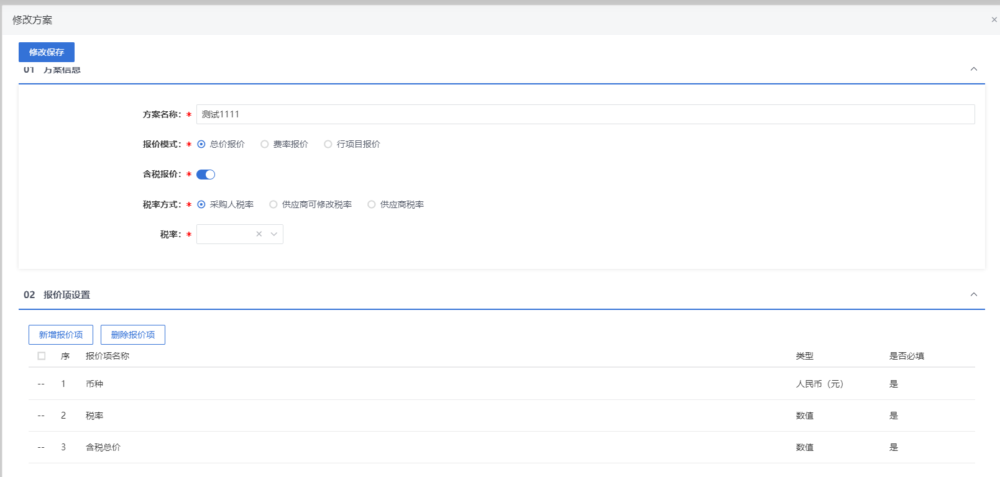 修改方案
修改保存
01 方案信息
方案名称: * 测试1111
报价模式: * 总价报价 费率报价 行项目报价
含税报价: *
税率方式: * 采购人税率 供应商可修改税率 供应商税率
税率: *
02 报价项设置
新增报价项 删除报价项
序 报价项名称 类型 是否必填
-- 1 币种 人民币（元） 是
-- 2 税率 数值 是
-- 3 含税总价 数值 是